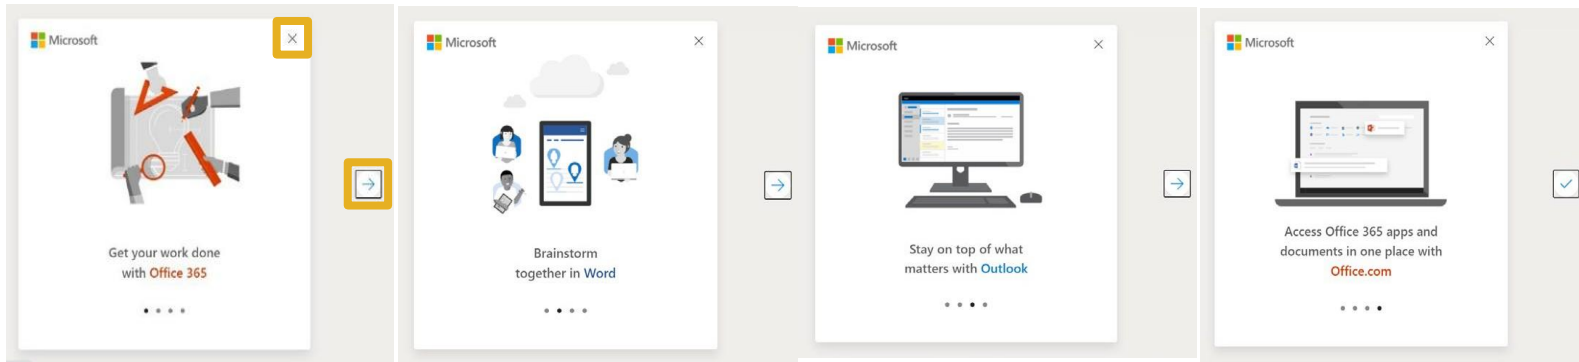 Microsoft
Get your work done
with Office 365
Microsoft
Brainstorm
together in Word
Microsoft
Stay on top of what
matters with Outlook
Microsoft
Access Office 365 apps and
documents in one place with
Office.com